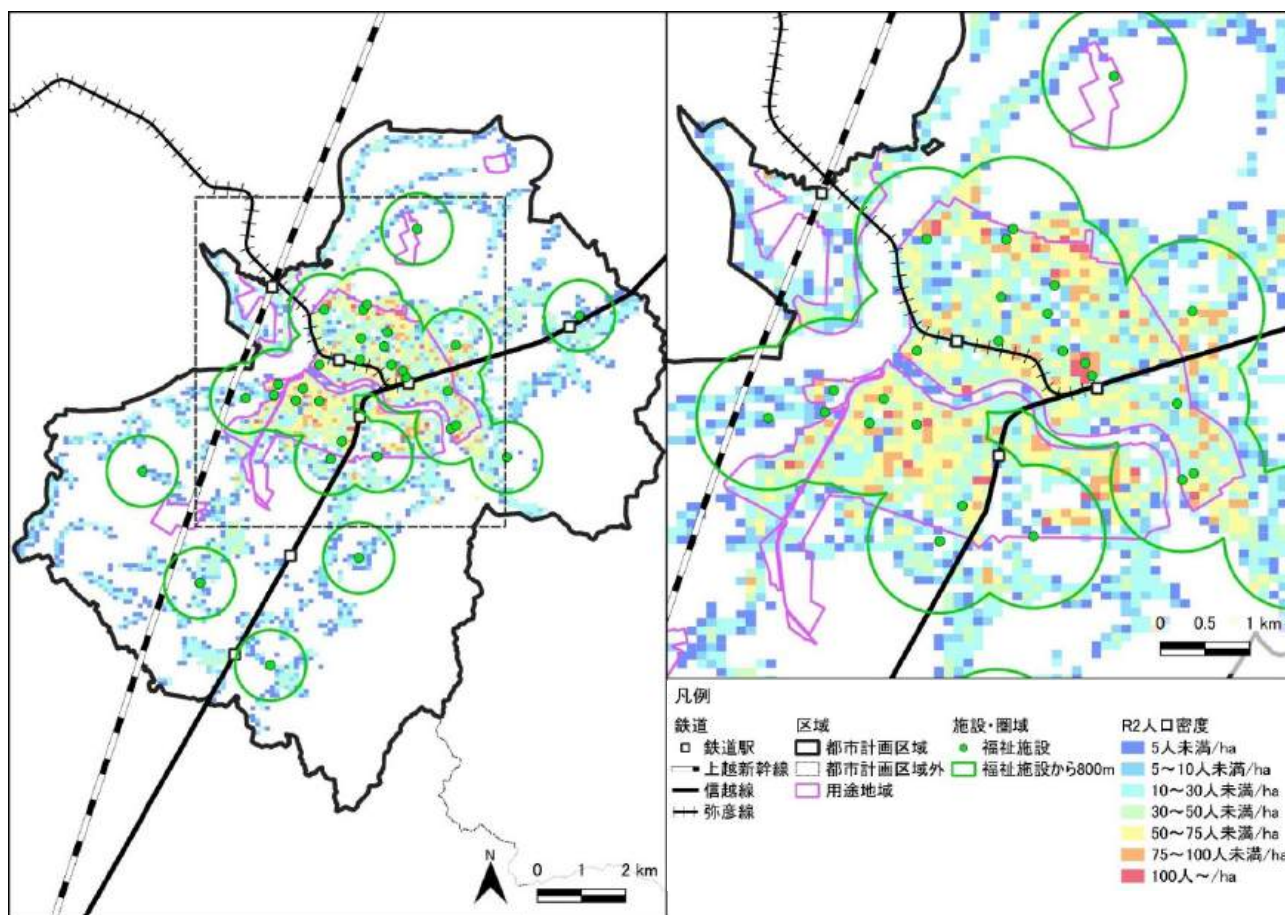 N
0 1 2 km
0 0.5 1 km
凡例
鉄道
鉄道駅
上越新幹線
信越線
弥彦線
区域
都市計画区域
都市計画区域外
用途地域
施設・圏域
福祉施設
福祉施設から800m
R2人口密度
5人未満/ha
5～10人未満/ha
10～30人未満/ha
30～50人未満/ha
50～75人未満/ha
75～100人未満/ha
100人～/ha